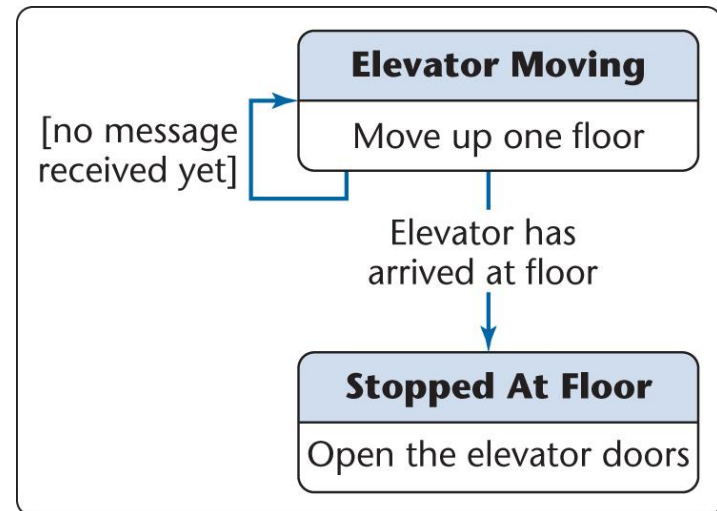 Elevator Moving
Move up one floor
[no message
received yet]
Elevator has
arrived at floor
Stopped At Floor
Open the elevator doors